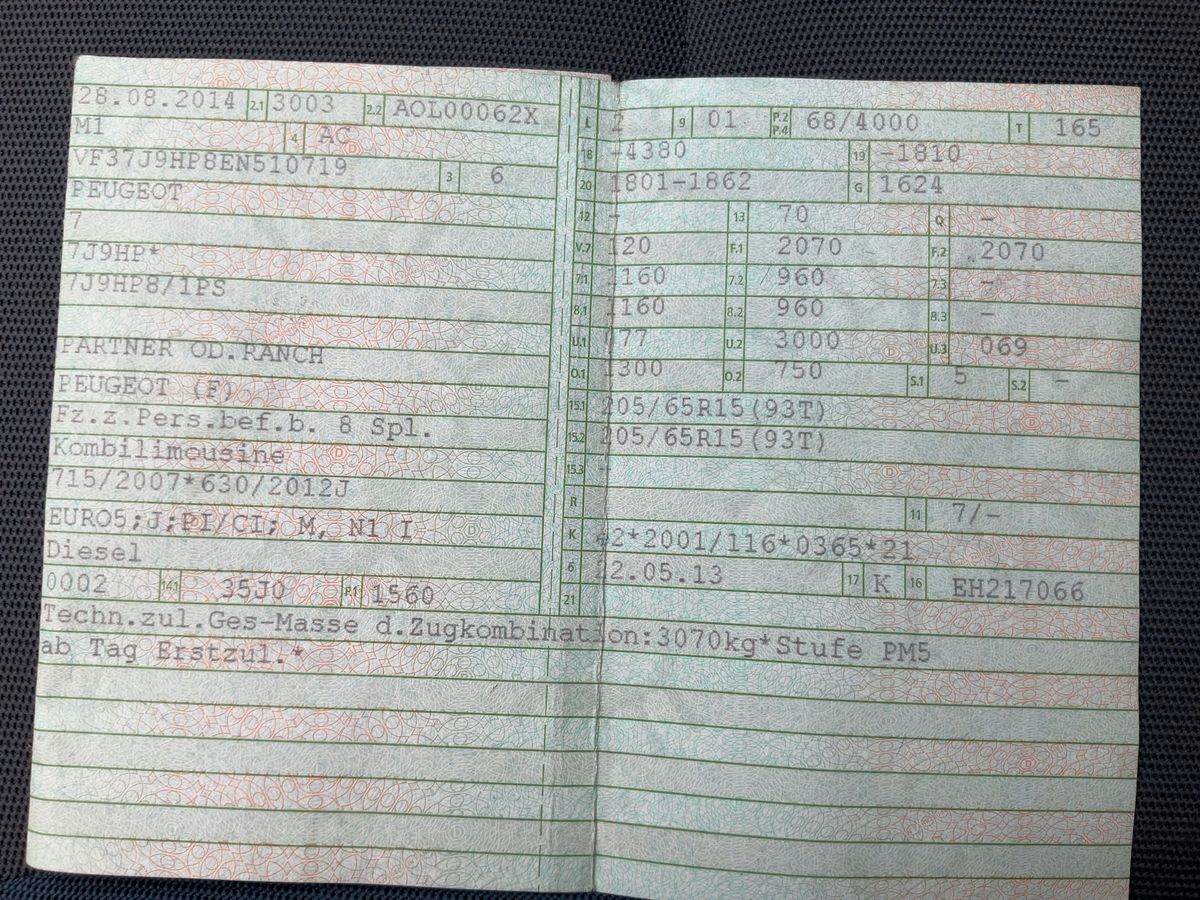 28.08.2014 2.1 3003 2.2 AOL00062X
M1 4 AC
VF37J9HP8EN510719 3 6
PEUGEOT
7
7J9HP*
7J9HP8/1PS
PARTNER OD.RANCH
PEUGEOT (F)
Fz.z.Pers.bef.b. 8 Spl.
Kombilimousine
715/2007*630/2012J
EURO5;J;PI/CI; M, N1 I
Diesel
0002 14.1 35J0 P.1 1560
L 2 9 01 P.2 P.4 68/4000 T 165
18 -4380 19 -1810
20 1801-1862 G 1624
12 - 13 70 Q -
V.7 120 F.1 2070 F.2 2070
7.1 1160 7.2 960 7.3 -
8.1 1160 8.2 960 8.3 -
U.1 77 U.2 3000 U.3 069
O.1 1300 O.2 750 S.1 5 S.2 -
15.1 205/65R15(93T)
15.2 205/65R15(93T)
15.3 -
R 11 7/-
K *2001/116*0365*21
6 22.05.13 17 K 16 EH217066
21
Techn.zul.Ges-Masse d.Zugkombination:3070kg*Stufe PM5
ab Tag Erstzul.*